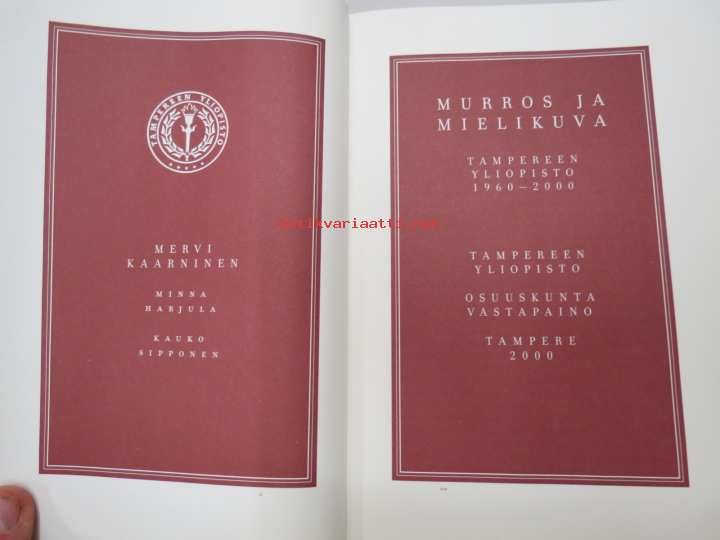 TAMPEREEN YLIOPISTO
MERVI
KAARNINEN
MINNA
HARJULA
KAUKO
SIPPONEN
MURROS JA
MIELIKUVA
TAMPEREEN
YLIOPISTO
1960–2000
TAMPEREEN
YLIOPISTO
OSUUSKUNTA
VASTAPAINO
TAMPERE
2000